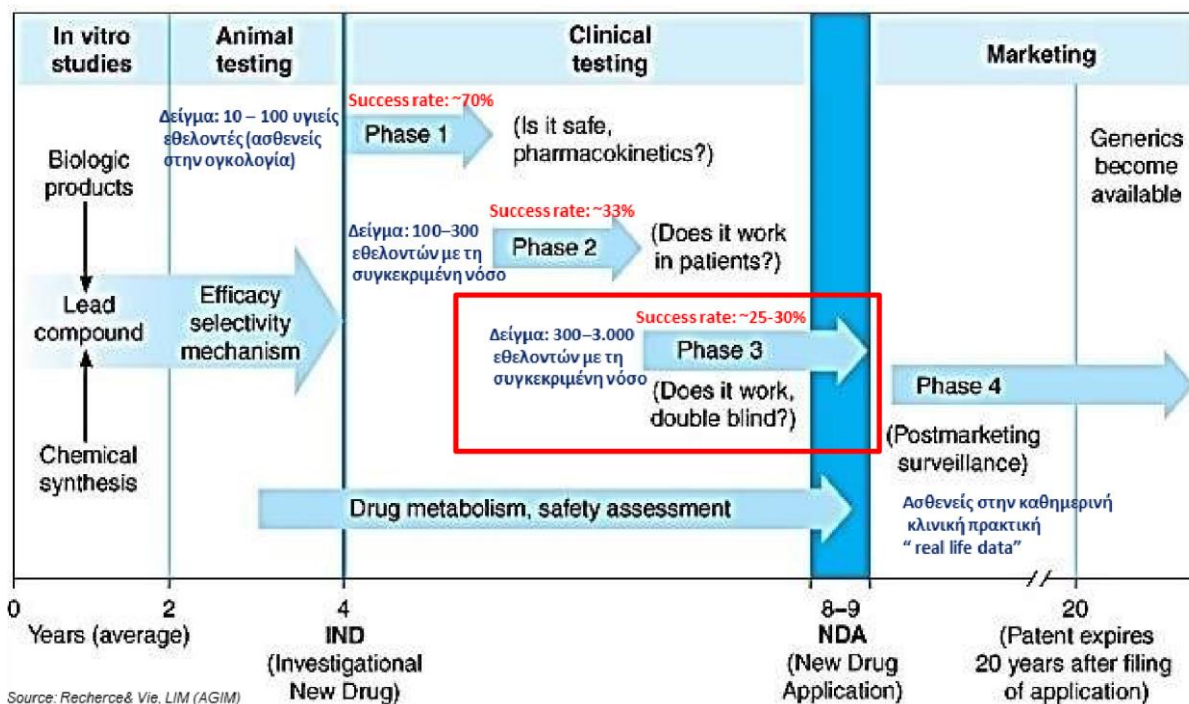 In vitro
studies
Animal
testing
Clinical
testing
Marketing
Δείγμα: 10 – 100 υγιείς
εθελοντές (ασθενείς
στην ογκολογία)
Success rate: ~70%
Phase 1
(Is it safe,
pharmacokinetics?)
Generics
become
available
Biologic
products
Success rate: ~33%
Δείγμα: 100–300
εθελοντών με τη
συγκεκριμένη νόσο
Phase 2
(Does it work
in patients?)
Lead
compound
Efficacy
selectivity
mechanism
Success rate: ~25-30%
Δείγμα: 300–3.000
εθελοντών με τη
συγκεκριμένη νόσο
Phase 3
(Does it work,
double blind?)
Phase 4
(Postmarketing
surveillance)
Chemical
synthesis
Drug metabolism, safety assessment
Ασθενείς στην καθημερινή
κλινική πρακτική
“ real life data”
0
2
4
8–9
20
Years (average)
IND
(Investigational
New Drug)
NDA
(New Drug
Application)
(Patent expires
20 years after filing
of application)
Source: Recherce& Vie, LIM (AGIM)